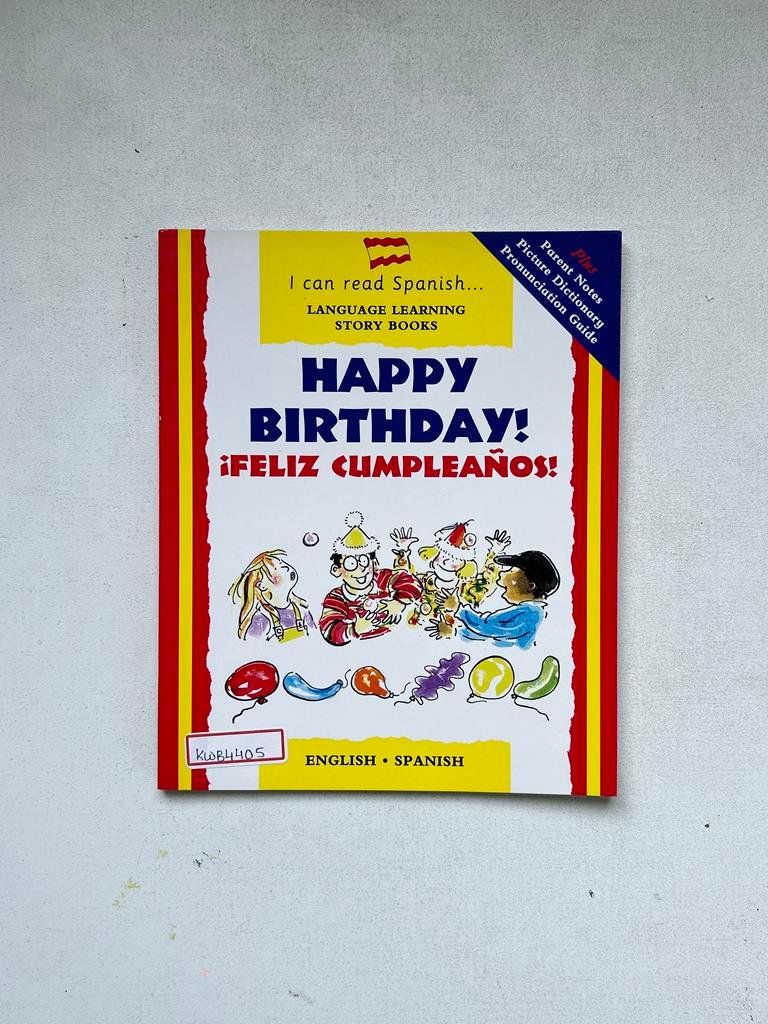 I can read Spanish...
LANGUAGE LEARNING
STORY BOOKS
Plus
Parent Notes
Picture Dictionary
Pronunciation Guide
HAPPY
BIRTHDAY!
¡FELIZ CUMPLEAÑOS!
KWB4405
ENGLISH • SPANISH